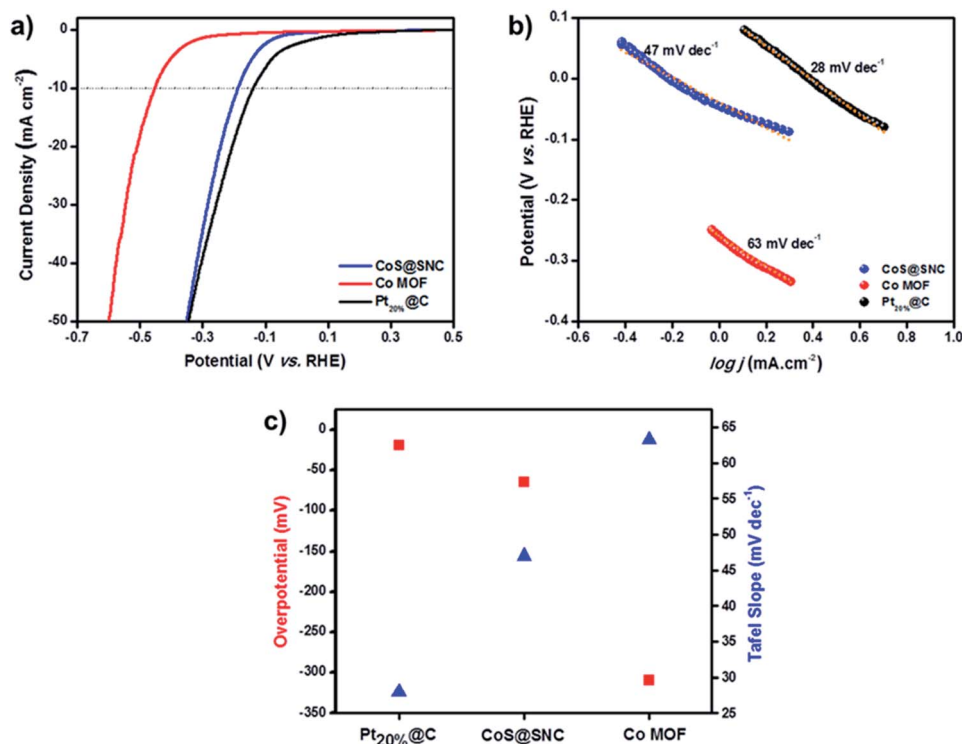 a)
Current Density (mA cm-2)
0
-10
-20
-30
-40
-50
-0.7 -0.5 -0.3 -0.1 0.1 0.3 0.5
Potential (V vs. RHE)
CoS@SNC
Co MOF
Pt20%@C
b)
Potential (V vs. RHE)
0.1
0.0
-0.1
-0.2
-0.3
-0.4
47 mV dec-1
28 mV dec-1
63 mV dec-1
CoS@SNC
Co MOF
Pt20%@C
-0.6 -0.4 -0.2 0.0 0.2 0.4 0.6 0.8 1.0
log j (mA.cm-2)
c)
Overpotential (mV)
0
-50
-100
-150
-200
-250
-300
-350
65
60
55
50
45
40
35
30
25
Tafel Slope (mV dec-1)
Pt20%@C CoS@SNC Co MOF